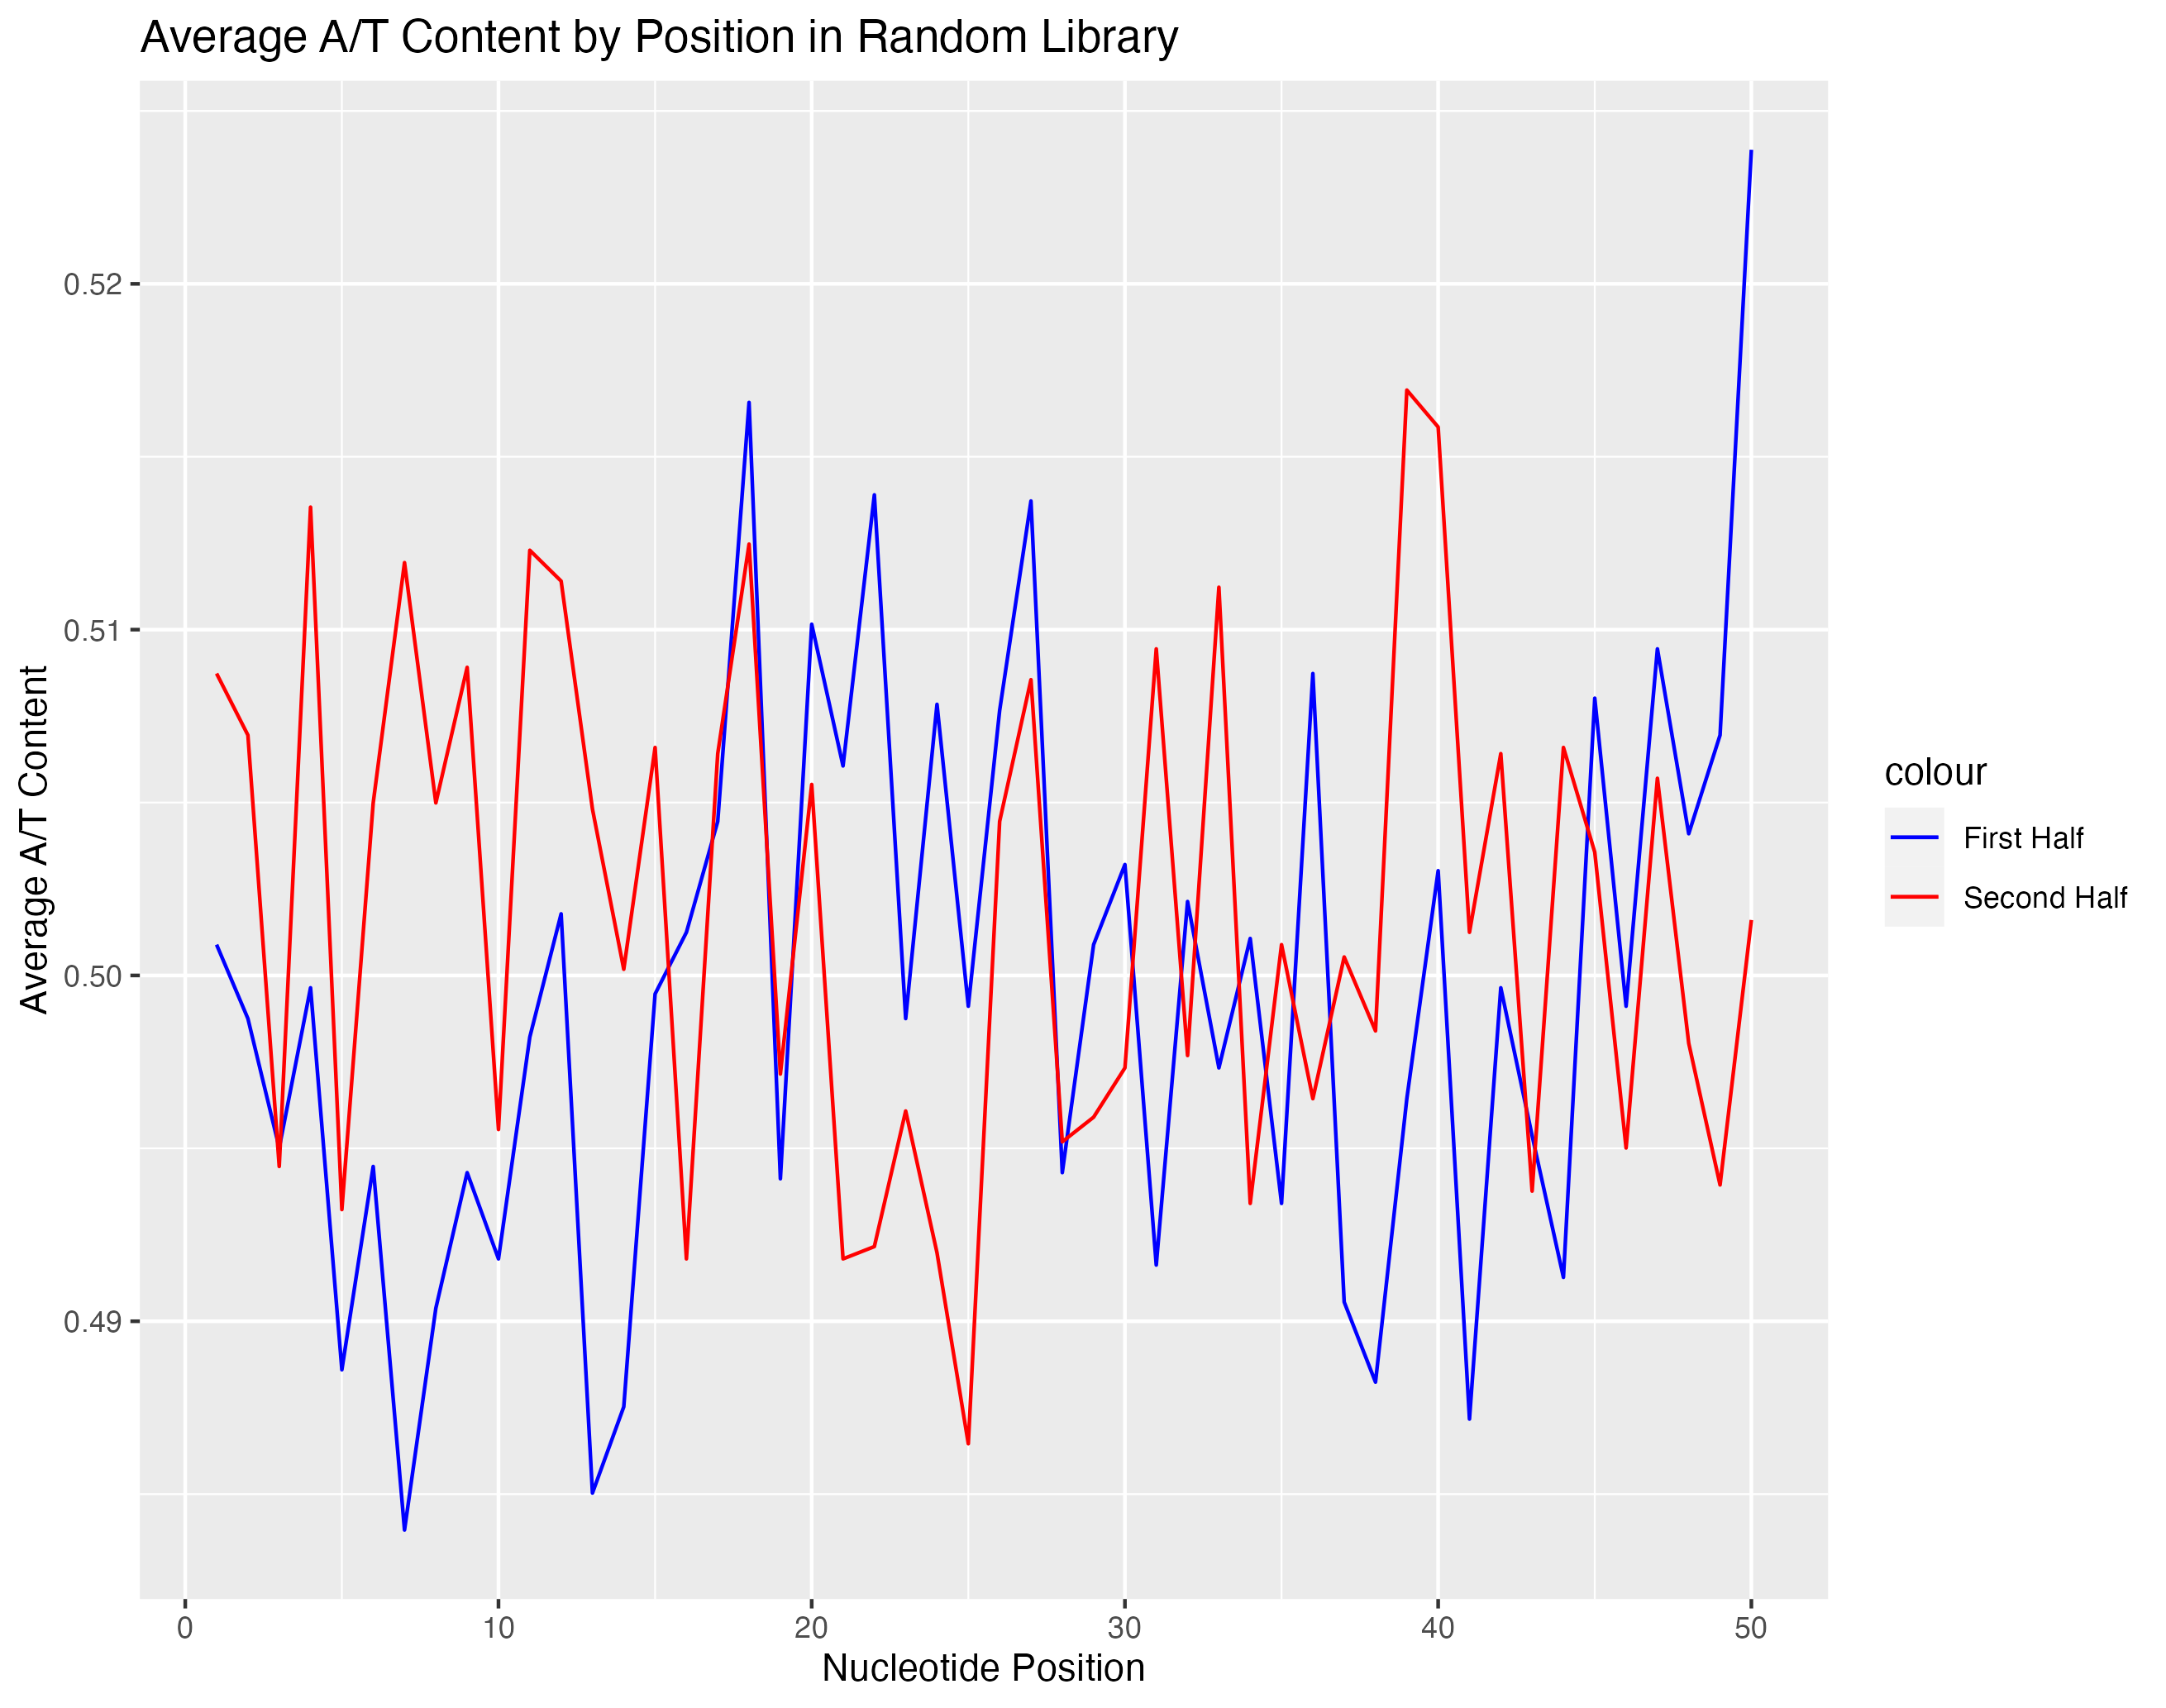 Average A/T Content by Position in Random Library
0.52
0.51
0.50
0.49
Average A/T Content
0 10 20 30 40 50
Nucleotide Position
colour
First Half
Second Half